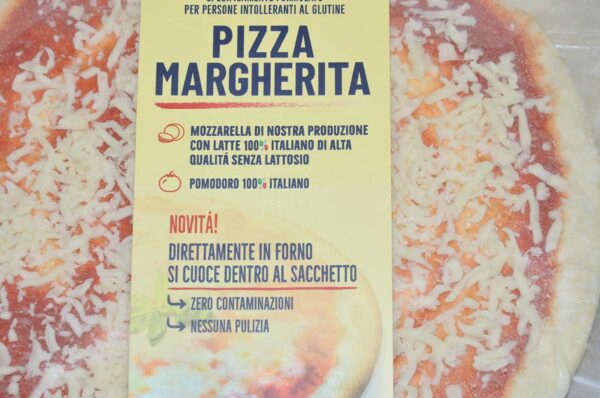 PER PERSONE INTOLLERANTI AL GLUTINE
PIZZA
MARGHERITA
MOZZARELLA DI NOSTRA PRODUZIONE
CON LATTE 100% ITALIANO DI ALTA
QUALITÁ SENZA LATTOSIO
POMODORO 100% ITALIANO
NOVITÁ!
DIRETTAMENTE IN FORNO
SI CUOCE DENTRO AL SACCHETTO
ZERO CONTAMINAZIONI
NESSUNA PULIZIA